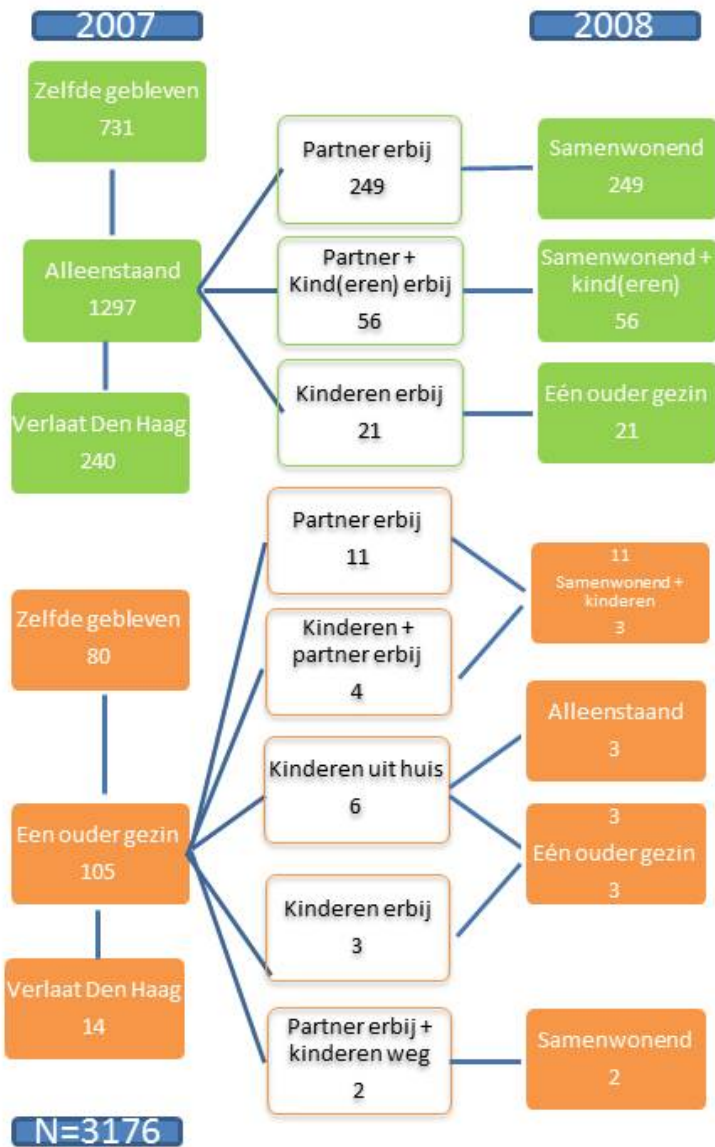 2007
2008
Zelfde gebleven
731
Alleenstaand
1297
Verlaat Den Haag
240
Partner erbij
249
Partner +
Kind(eren) erbij
56
Kinderen erbij
21
Samenwonend
249
Samenwonend +
kind(eren)
56
Eén ouder gezin
21
Zelfde gebleven
80
Een ouder gezin
105
Verlaat Den Haag
14
Partner erbij
11
Kinderen +
partner erbij
4
Kinderen uit huis
6
Kinderen erbij
3
Partner erbij +
kinderen weg
2
11
Samenwonend +
kinderen
3
Alleenstaand
3
3
Eén ouder gezin
3
Samenwonend
2
N=3176